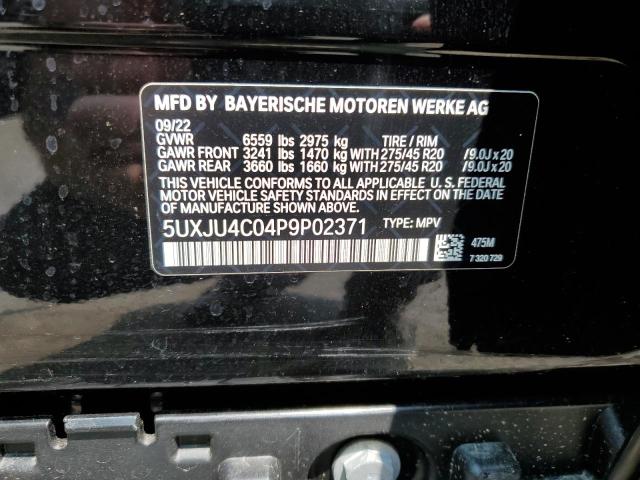 MFD BY BAYERISCHE MOTOREN WERKE AG
09/22
GVWR 6559 lbs 2975 kg TIRE / RIM
GAWR FRONT 3241 lbs 1470 kg WITH 275/45 R20 /9.0J x 20
GAWR REAR 3660 lbs 1660 kg WITH 275/45 R20 /9.0J x 20
THIS VEHICLE CONFORMS TO ALL APPLICABLE U.S. FEDERAL
MOTOR VEHICLE SAFETY STANDARDS IN EFFECT ON THE DATE
OF MANUFACTURE SHOWN ABOVE.
5UXJU4C04P9P02371 TYPE: MPV
475M
7 320 729